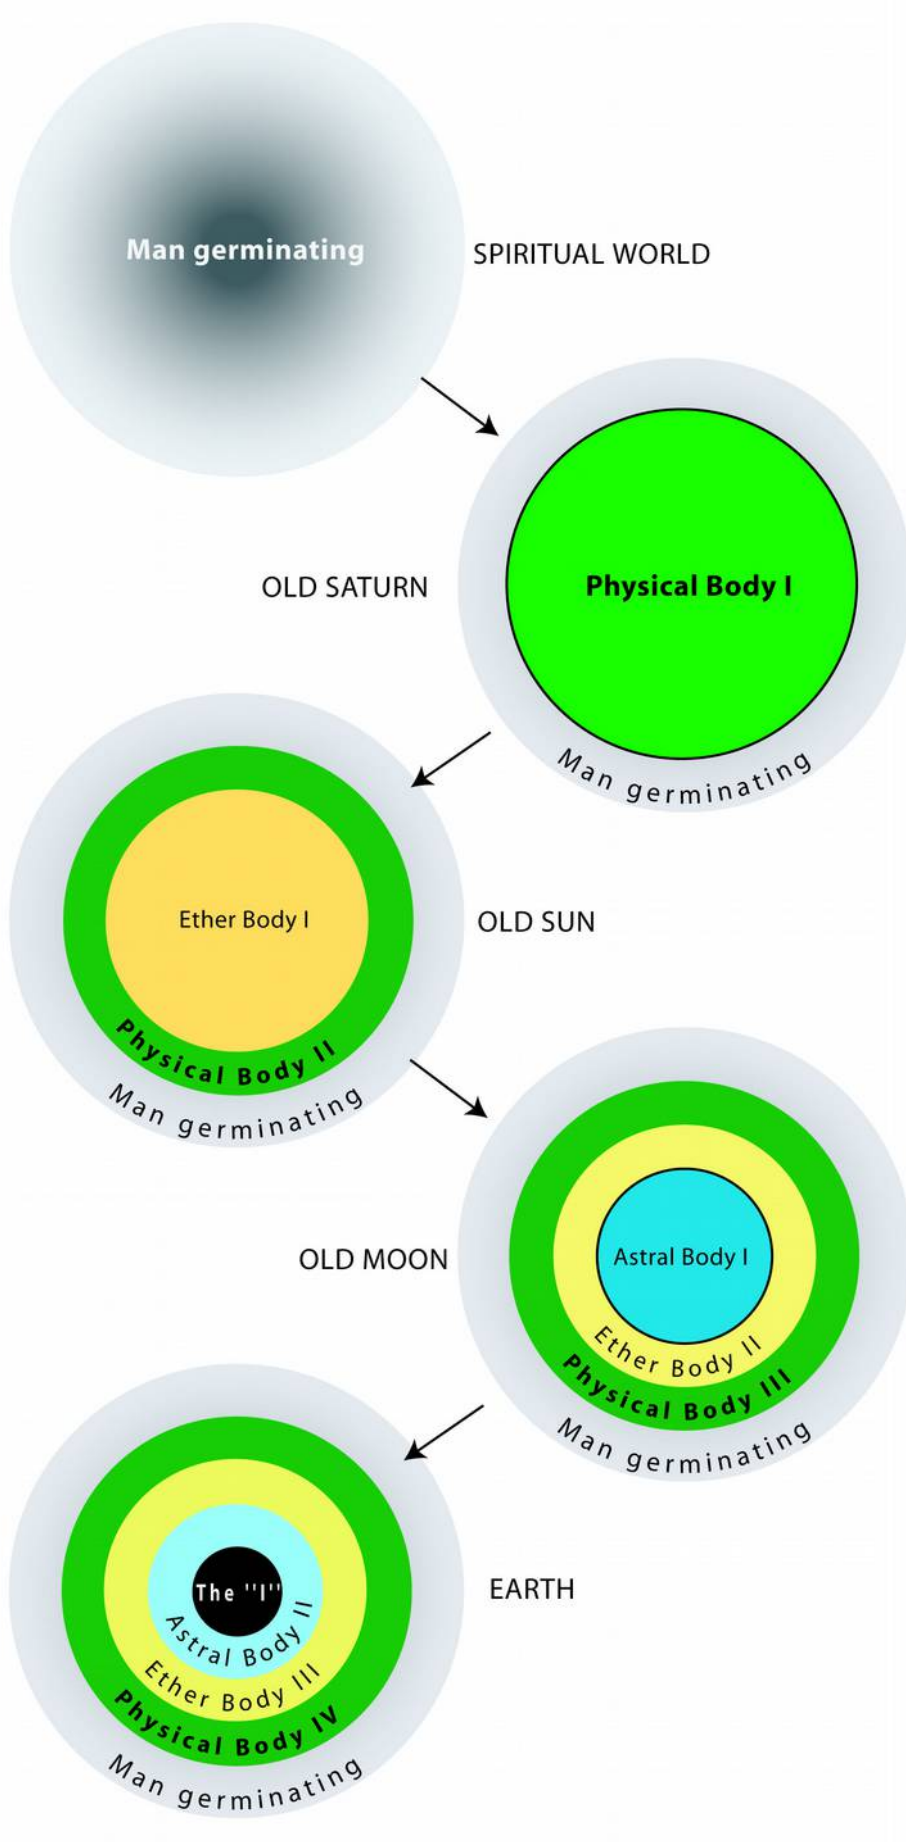 Man germinating
SPIRITUAL WORLD
OLD SATURN
Physical Body I
Man germinating
Ether Body I
Physical Body II
Man germinating
OLD SUN
OLD MOON
Astral Body I
Ether Body II
Physical Body III
Man germinating
The "I"
Astral Body II
Ether Body III
Physical Body IV
Man germinating
EARTH